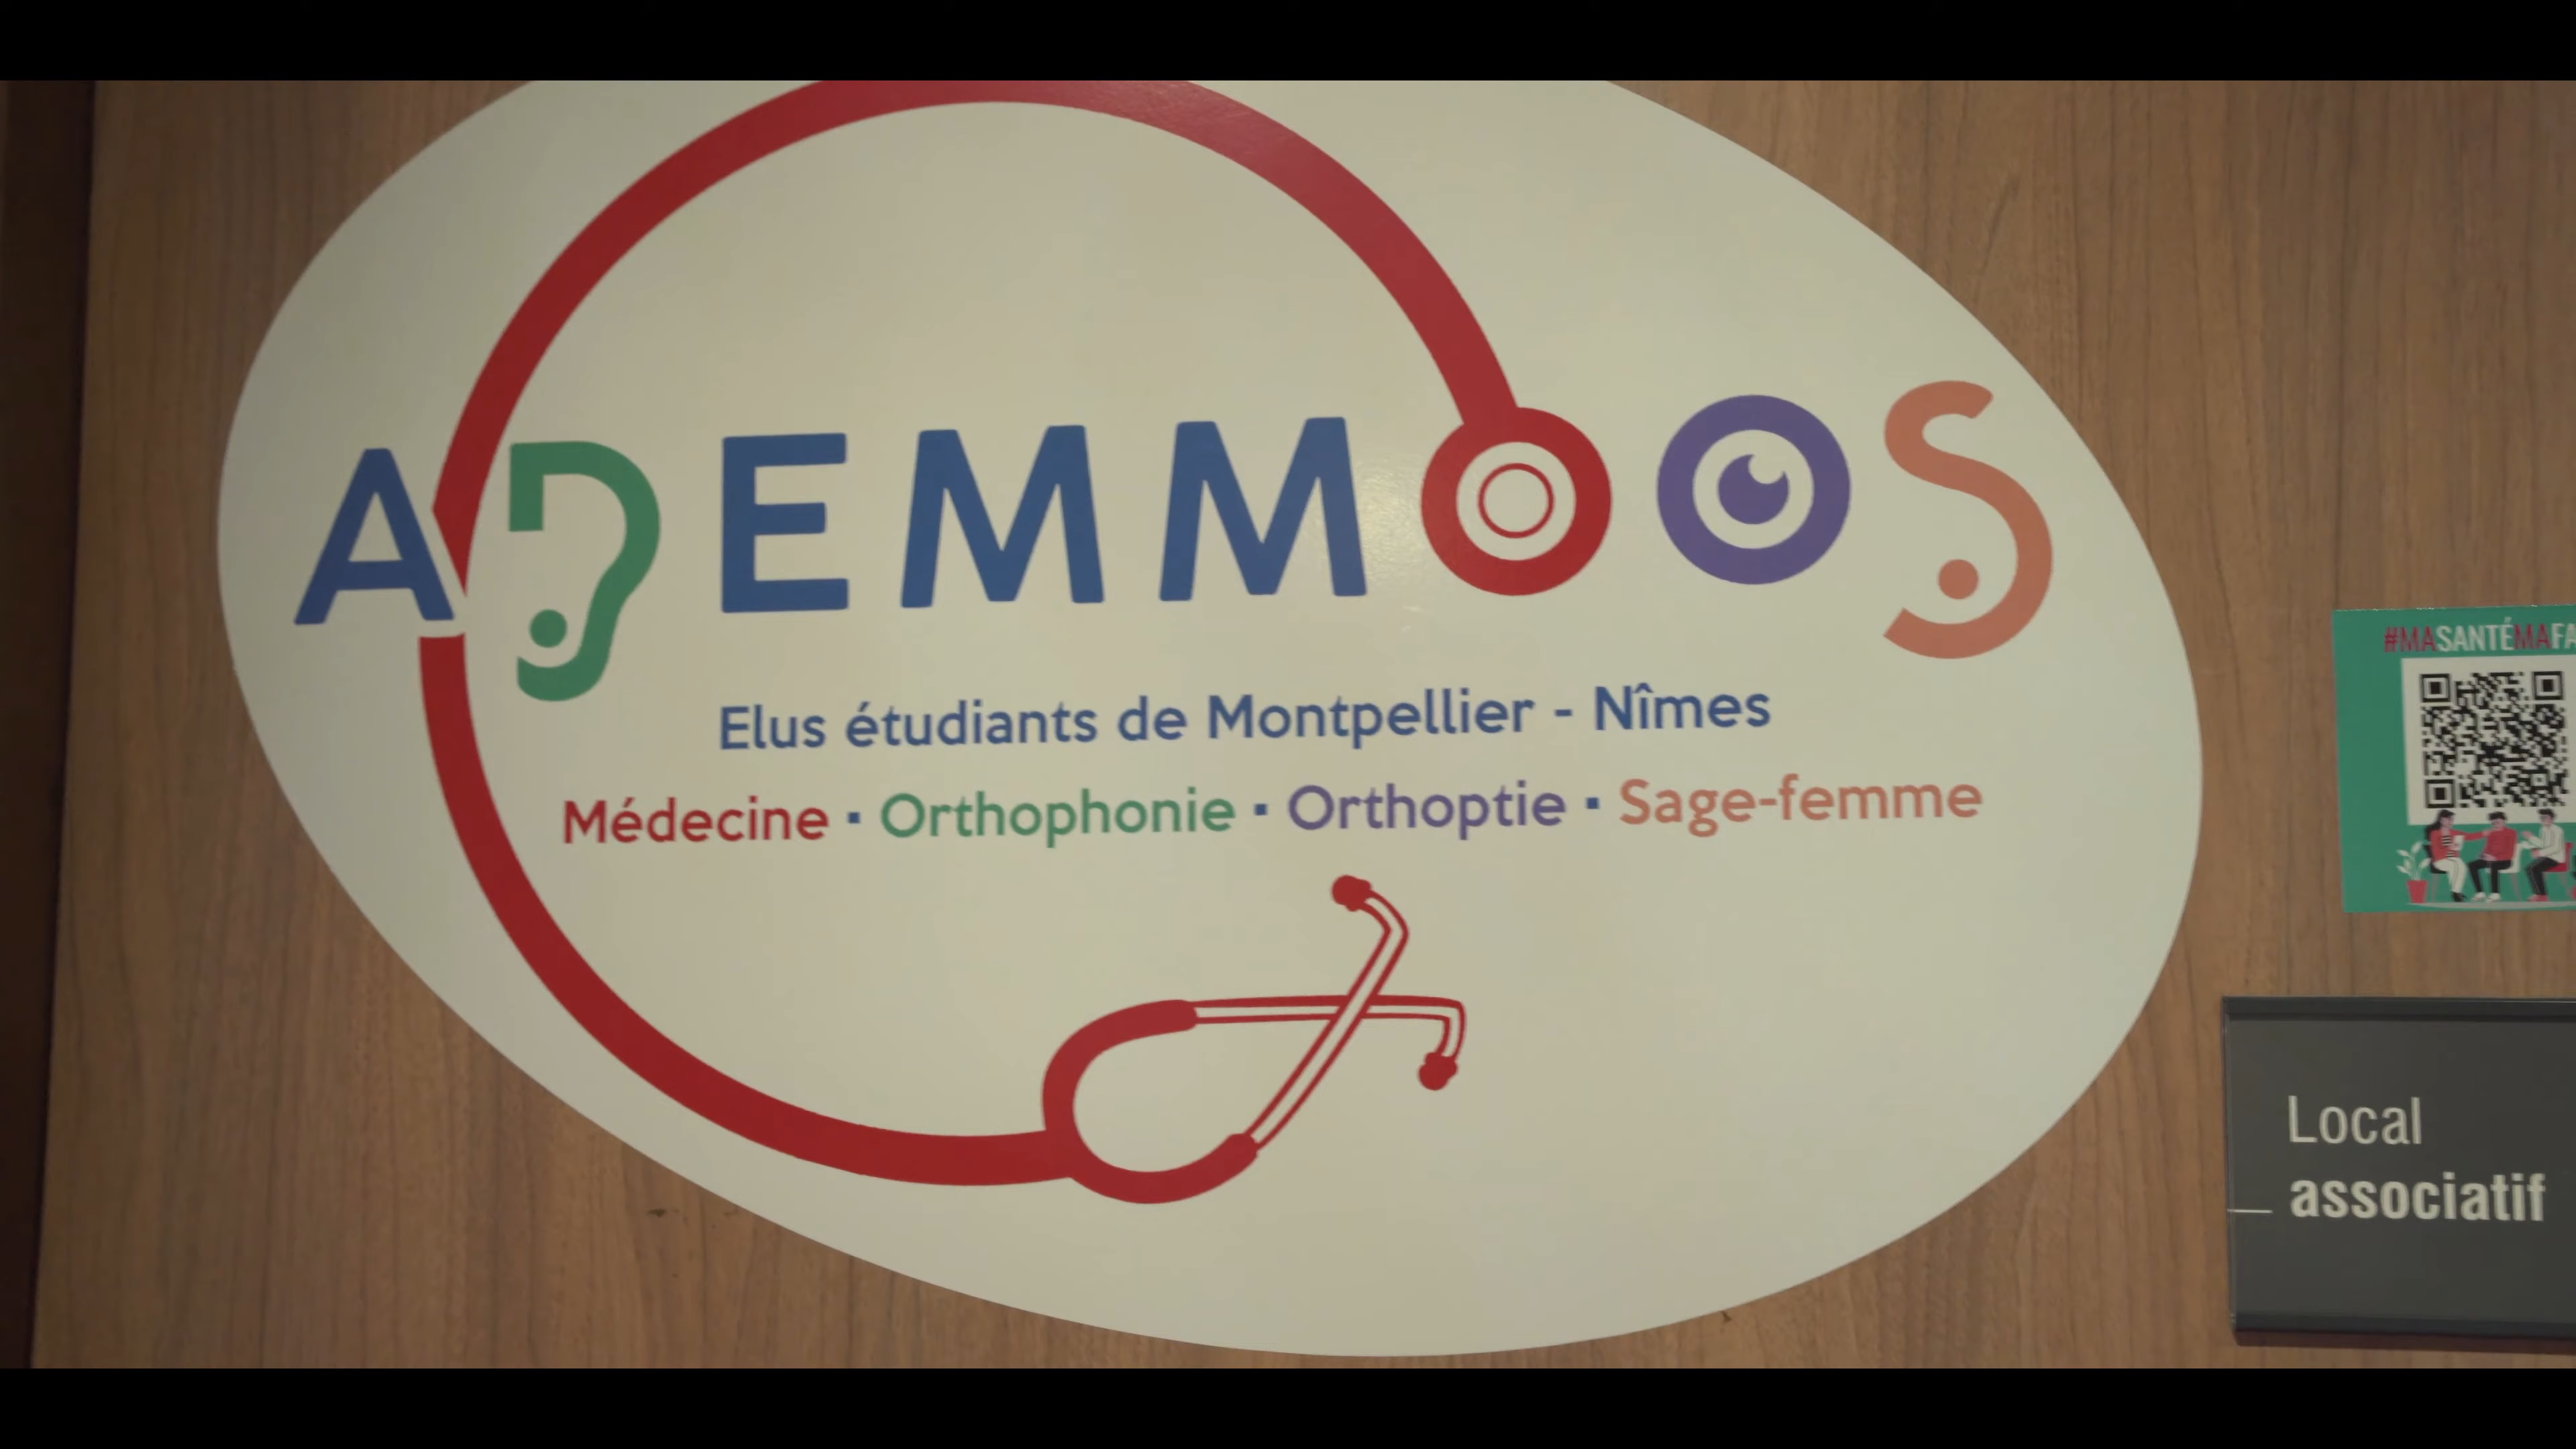 ADEMMOOS
Elus étudiants de Montpellier - Nîmes
Médecine · Orthophonie · Orthoptie · Sage-femme
#MASANTÉMAFA
Local
associatif